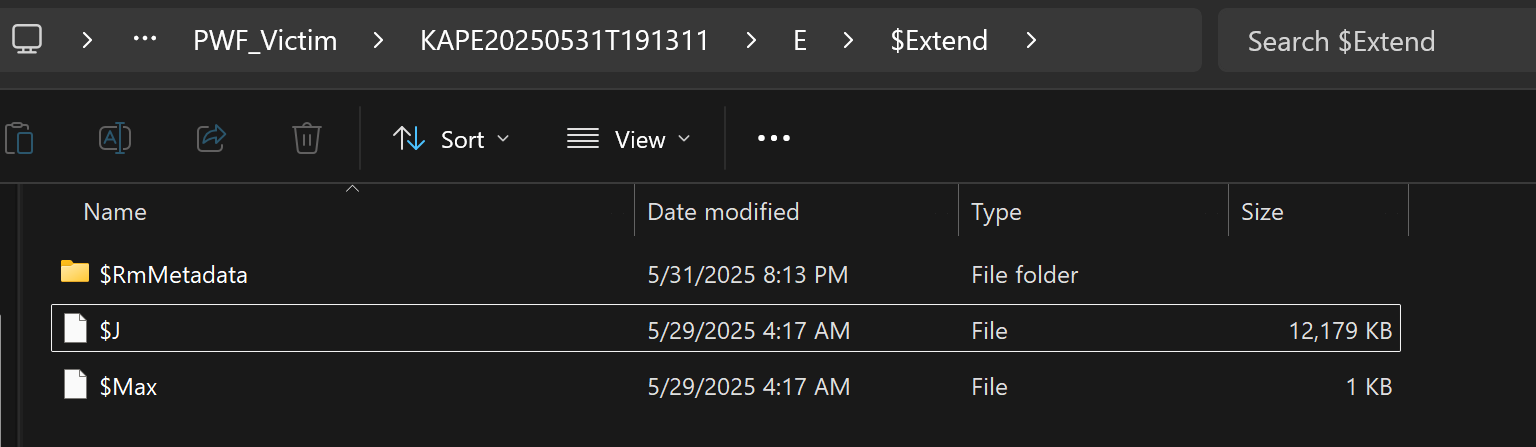 ··· PWF_Victim KAPE20250531T191311 E $Extend Search $Extend
Sort View ···
Name Date modified Type Size
$RmMetadata 5/31/2025 8:13 PM File folder
$J 5/29/2025 4:17 AM File 12,179 KB
$Max 5/29/2025 4:17 AM File 1 KB